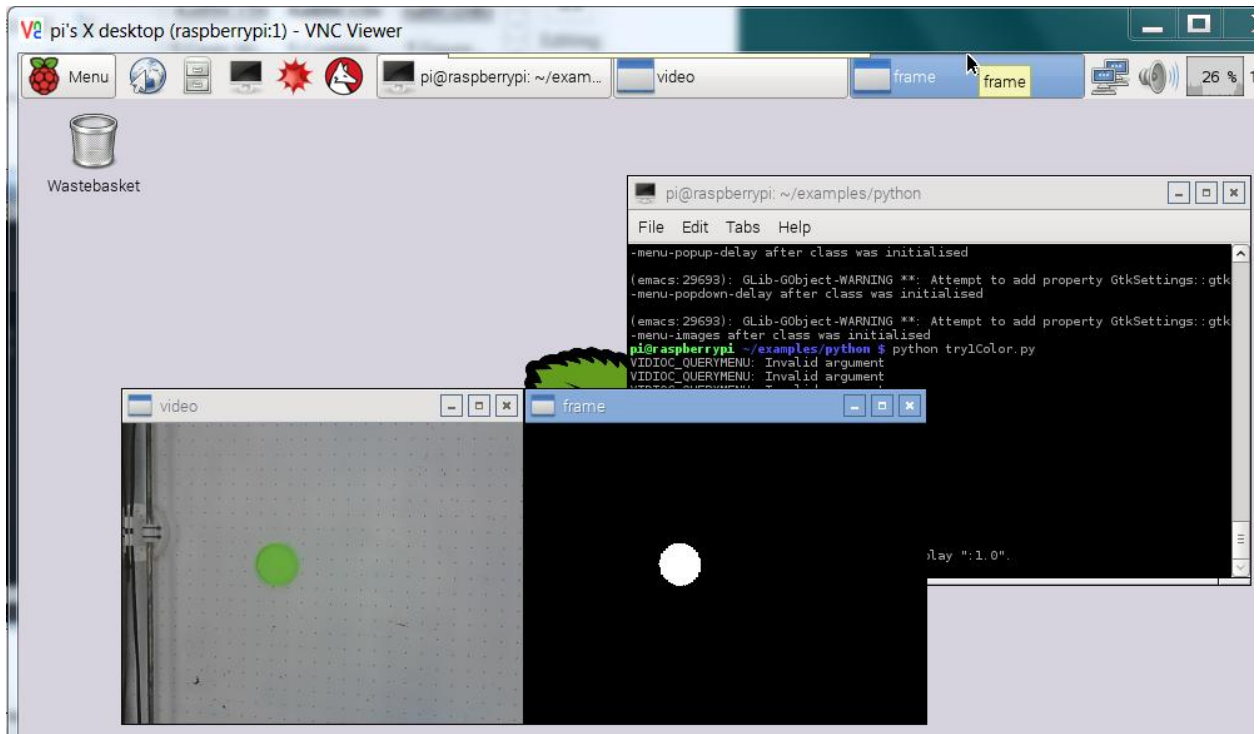 pi's X desktop (raspberrypi:1) - VNC Viewer
Menu
pi@raspberrypi: ~/exam...
video
frame
frame
26 %
Wastebasket
pi@raspberrypi: ~/examples/python
File Edit Tabs Help
-menu-popup-delay after class was initialised
(emacs:29693): GLib-GObject-WARNING **: Attempt to add property GtkSettings::gtk
-menu-popdown-delay after class was initialised
(emacs:29693): GLib-GObject-WARNING **: Attempt to add property GtkSettings::gtk
-menu-images after class was initialised
pi@raspberrypi ~/examples/python $ python try1Color.py
VIDIOC_QUERYMENU: Invalid argument
VIDIOC_QUERYMENU: Invalid argument
video
frame
play ":1.0".